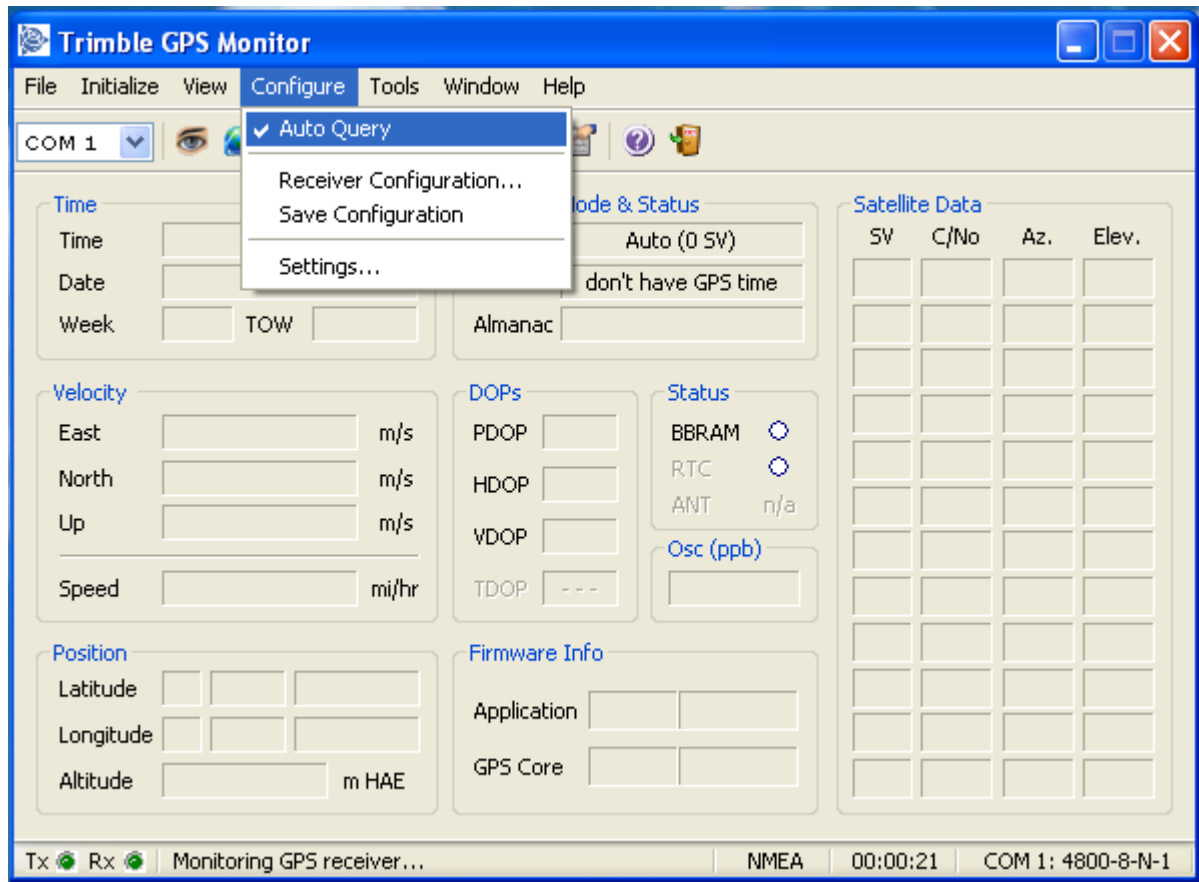 Trimble GPS Monitor
File Initialize View Configure Tools Window Help
COM 1
Auto Query
Receiver Configuration...
Save Configuration
Settings...
Time
Time
Date
Week TOW
ode & Status
Auto (0 SV)
don't have GPS time
Almanac
Satellite Data
SV C/No Az. Elev.
Velocity
East m/s
North m/s
Up m/s
Speed mi/hr
DOPs
PDOP
HDOP
VDOP
TDOP ---
Status
BBRAM
RTC
ANT n/a
Osc (ppb)
Position
Latitude
Longitude
Altitude m HAE
Firmware Info
Application
GPS Core
Tx Rx Monitoring GPS receiver... NMEA 00:00:21 COM 1: 4800-8-N-1